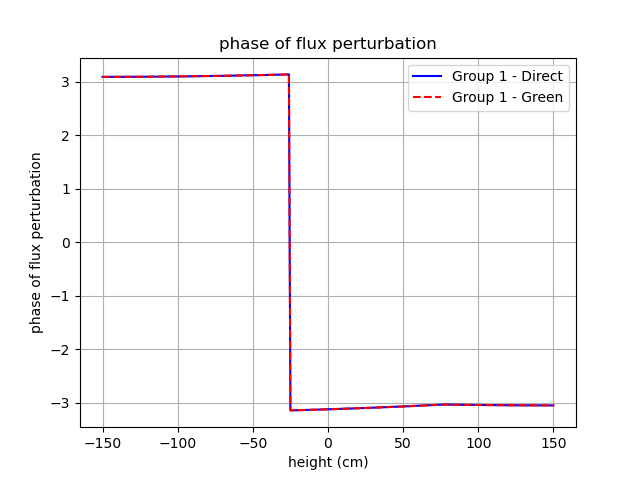 phase of flux perturbation
Group 1 - Direct
Group 1 - Green
phase of flux perturbation
3
2
1
0
−1
−2
−3
−150
−100
−50
0
50
100
150
height (cm)